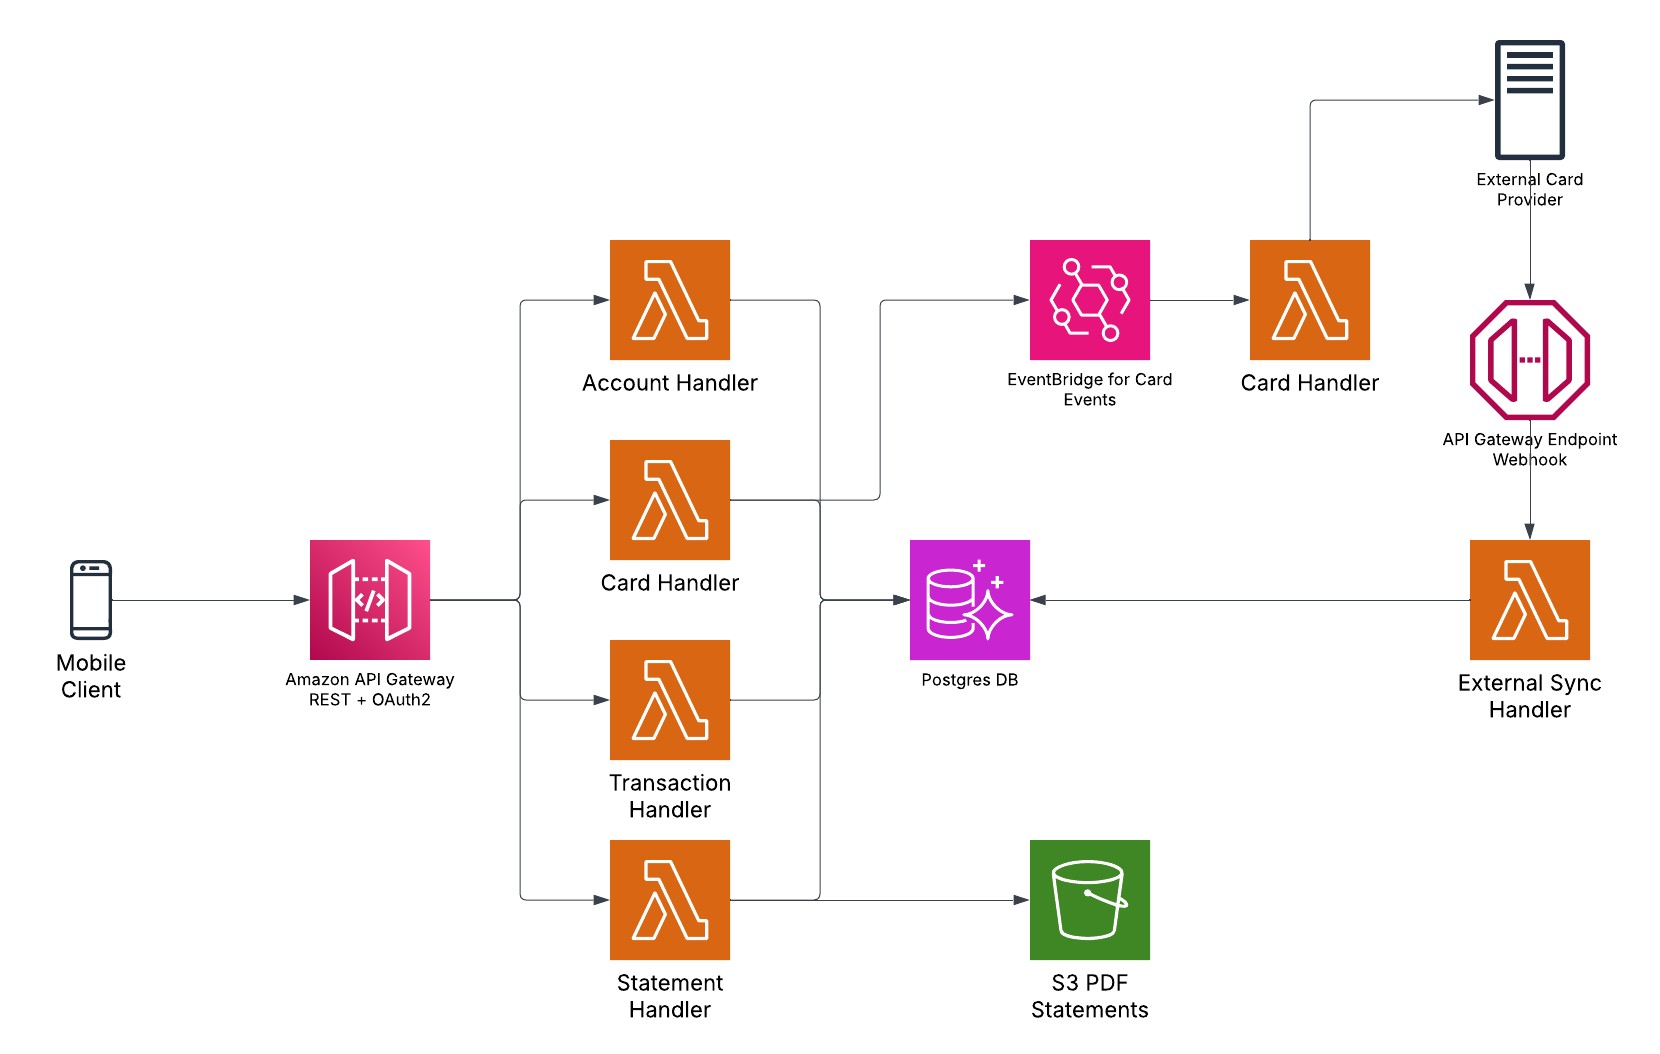 External Card
Provider
Account Handler
EventBridge for Card
Events
Card Handler
API Gateway Endpoint
Webhook
Card Handler
Mobile
Client
Amazon API Gateway
REST + OAuth2
Postgres DB
External Sync
Handler
Transaction
Handler
Statement
Handler
S3 PDF
Statements